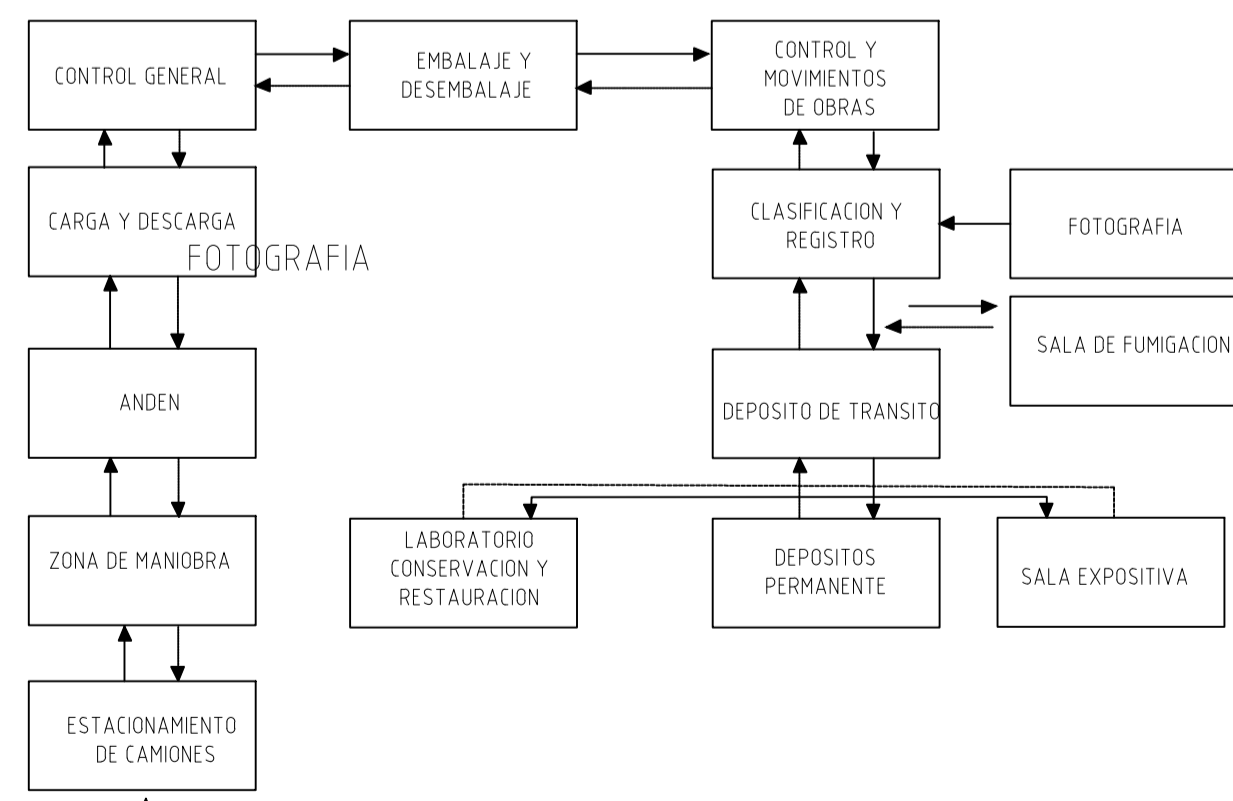 CONTROL GENERAL
EMBALAJE Y
DESEMBALAJE
CONTROL Y
MOVIMIENTOS
DE OBRAS
CARGA Y DESCARGA
FOTOGRAFIA
CLASIFICACION Y
REGISTRO
FOTOGRAFIA
SALA DE FUMIGACION
ANDEN
DEPOSITO DE TRANSITO
ZONA DE MANIOBRA
LABORATORIO
CONSERVACION Y
RESTAURACION
DEPOSITOS
PERMANENTE
SALA EXPOSITIVA
ESTACIONAMIENTO
DE CAMIONES